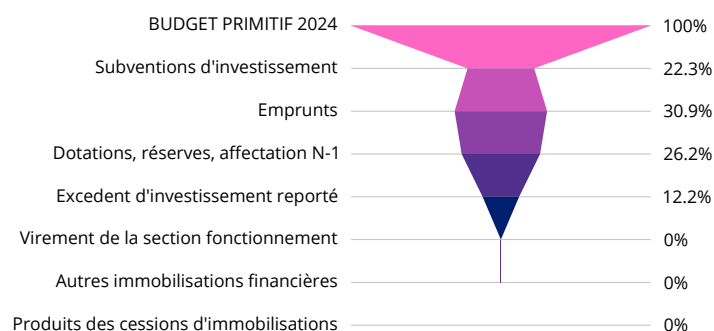 BUDGET PRIMITIF 2024 100%
Subventions d'investissement 22.3%
Emprunts 30.9%
Dotations, réserves, affectation N-1 26.2%
Excedent d'investissement reporté 12.2%
Virement de la section fonctionnement 0%
Autres immobilisations financières 0%
Produits des cessions d'immobilisations 0%